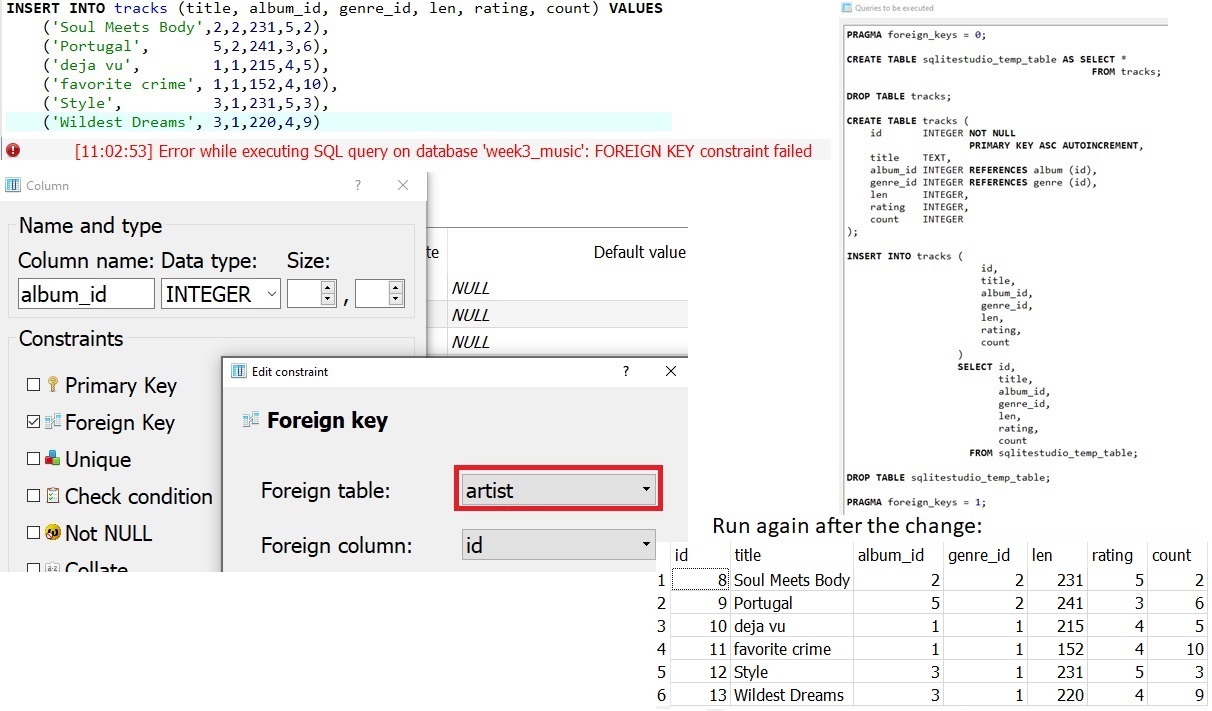 INSERT INTO tracks (title, album_id, genre_id, len, rating, count) VALUES
('Soul Meets Body',2,2,231,5,2),
('Portugal', 5,2,241,3,6),
('deja vu', 1,1,215,4,5),
('favorite crime', 1,1,152,4,10),
('Style', 3,1,231,5,3),
('Wildest Dreams', 3,1,220,4,9)
[11:02:53] Error while executing SQL query on database 'week3_music': FOREIGN KEY constraint failed
Column ?
Name and type
Column name: Data type: Size:
album_id INTEGER ,
Constraints
Primary Key
Foreign Key
Unique
Check condition
Not NULL
Collate
te Default value
NULL
NULL
NULL
Edit constraint ?
Foreign key
Foreign table: artist
Foreign column: id
Queries to be executed
PRAGMA foreign_keys = 0;
CREATE TABLE sqlitestudio_temp_table AS SELECT *
FROM tracks;
DROP TABLE tracks;
CREATE TABLE tracks (
id INTEGER NOT NULL
PRIMARY KEY ASC AUTOINCREMENT,
title TEXT,
album_id INTEGER REFERENCES album (id),
genre_id INTEGER REFERENCES genre (id),
len INTEGER,
rating INTEGER,
count INTEGER
);
INSERT INTO tracks (
id,
title,
album_id,
genre_id,
len,
rating,
count
)
SELECT id,
title,
album_id,
genre_id,
len,
rating,
count
FROM sqlitestudio_temp_table;
DROP TABLE sqlitestudio_temp_table;
PRAGMA foreign_keys = 1;
Run again after the change:
id title album_id genre_id len rating count
1 8 Soul Meets Body 2 2 231 5 2
2 9 Portugal 5 2 241 3 6
3 10 deja vu 1 1 215 4 5
4 11 favorite crime 1 1 152 4 10
5 12 Style 3 1 231 5 3
6 13 Wildest Dreams 3 1 220 4 9